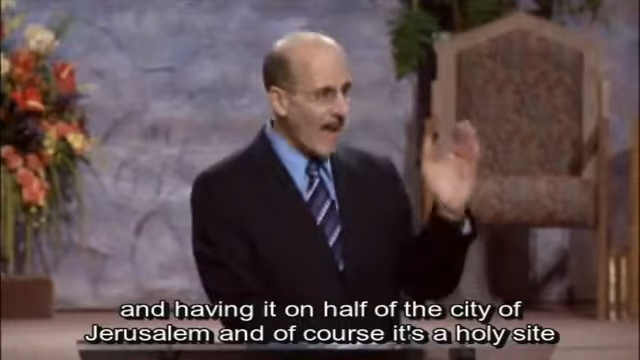 and having it on half of the city of
Jerusalem and of course it's a holy site